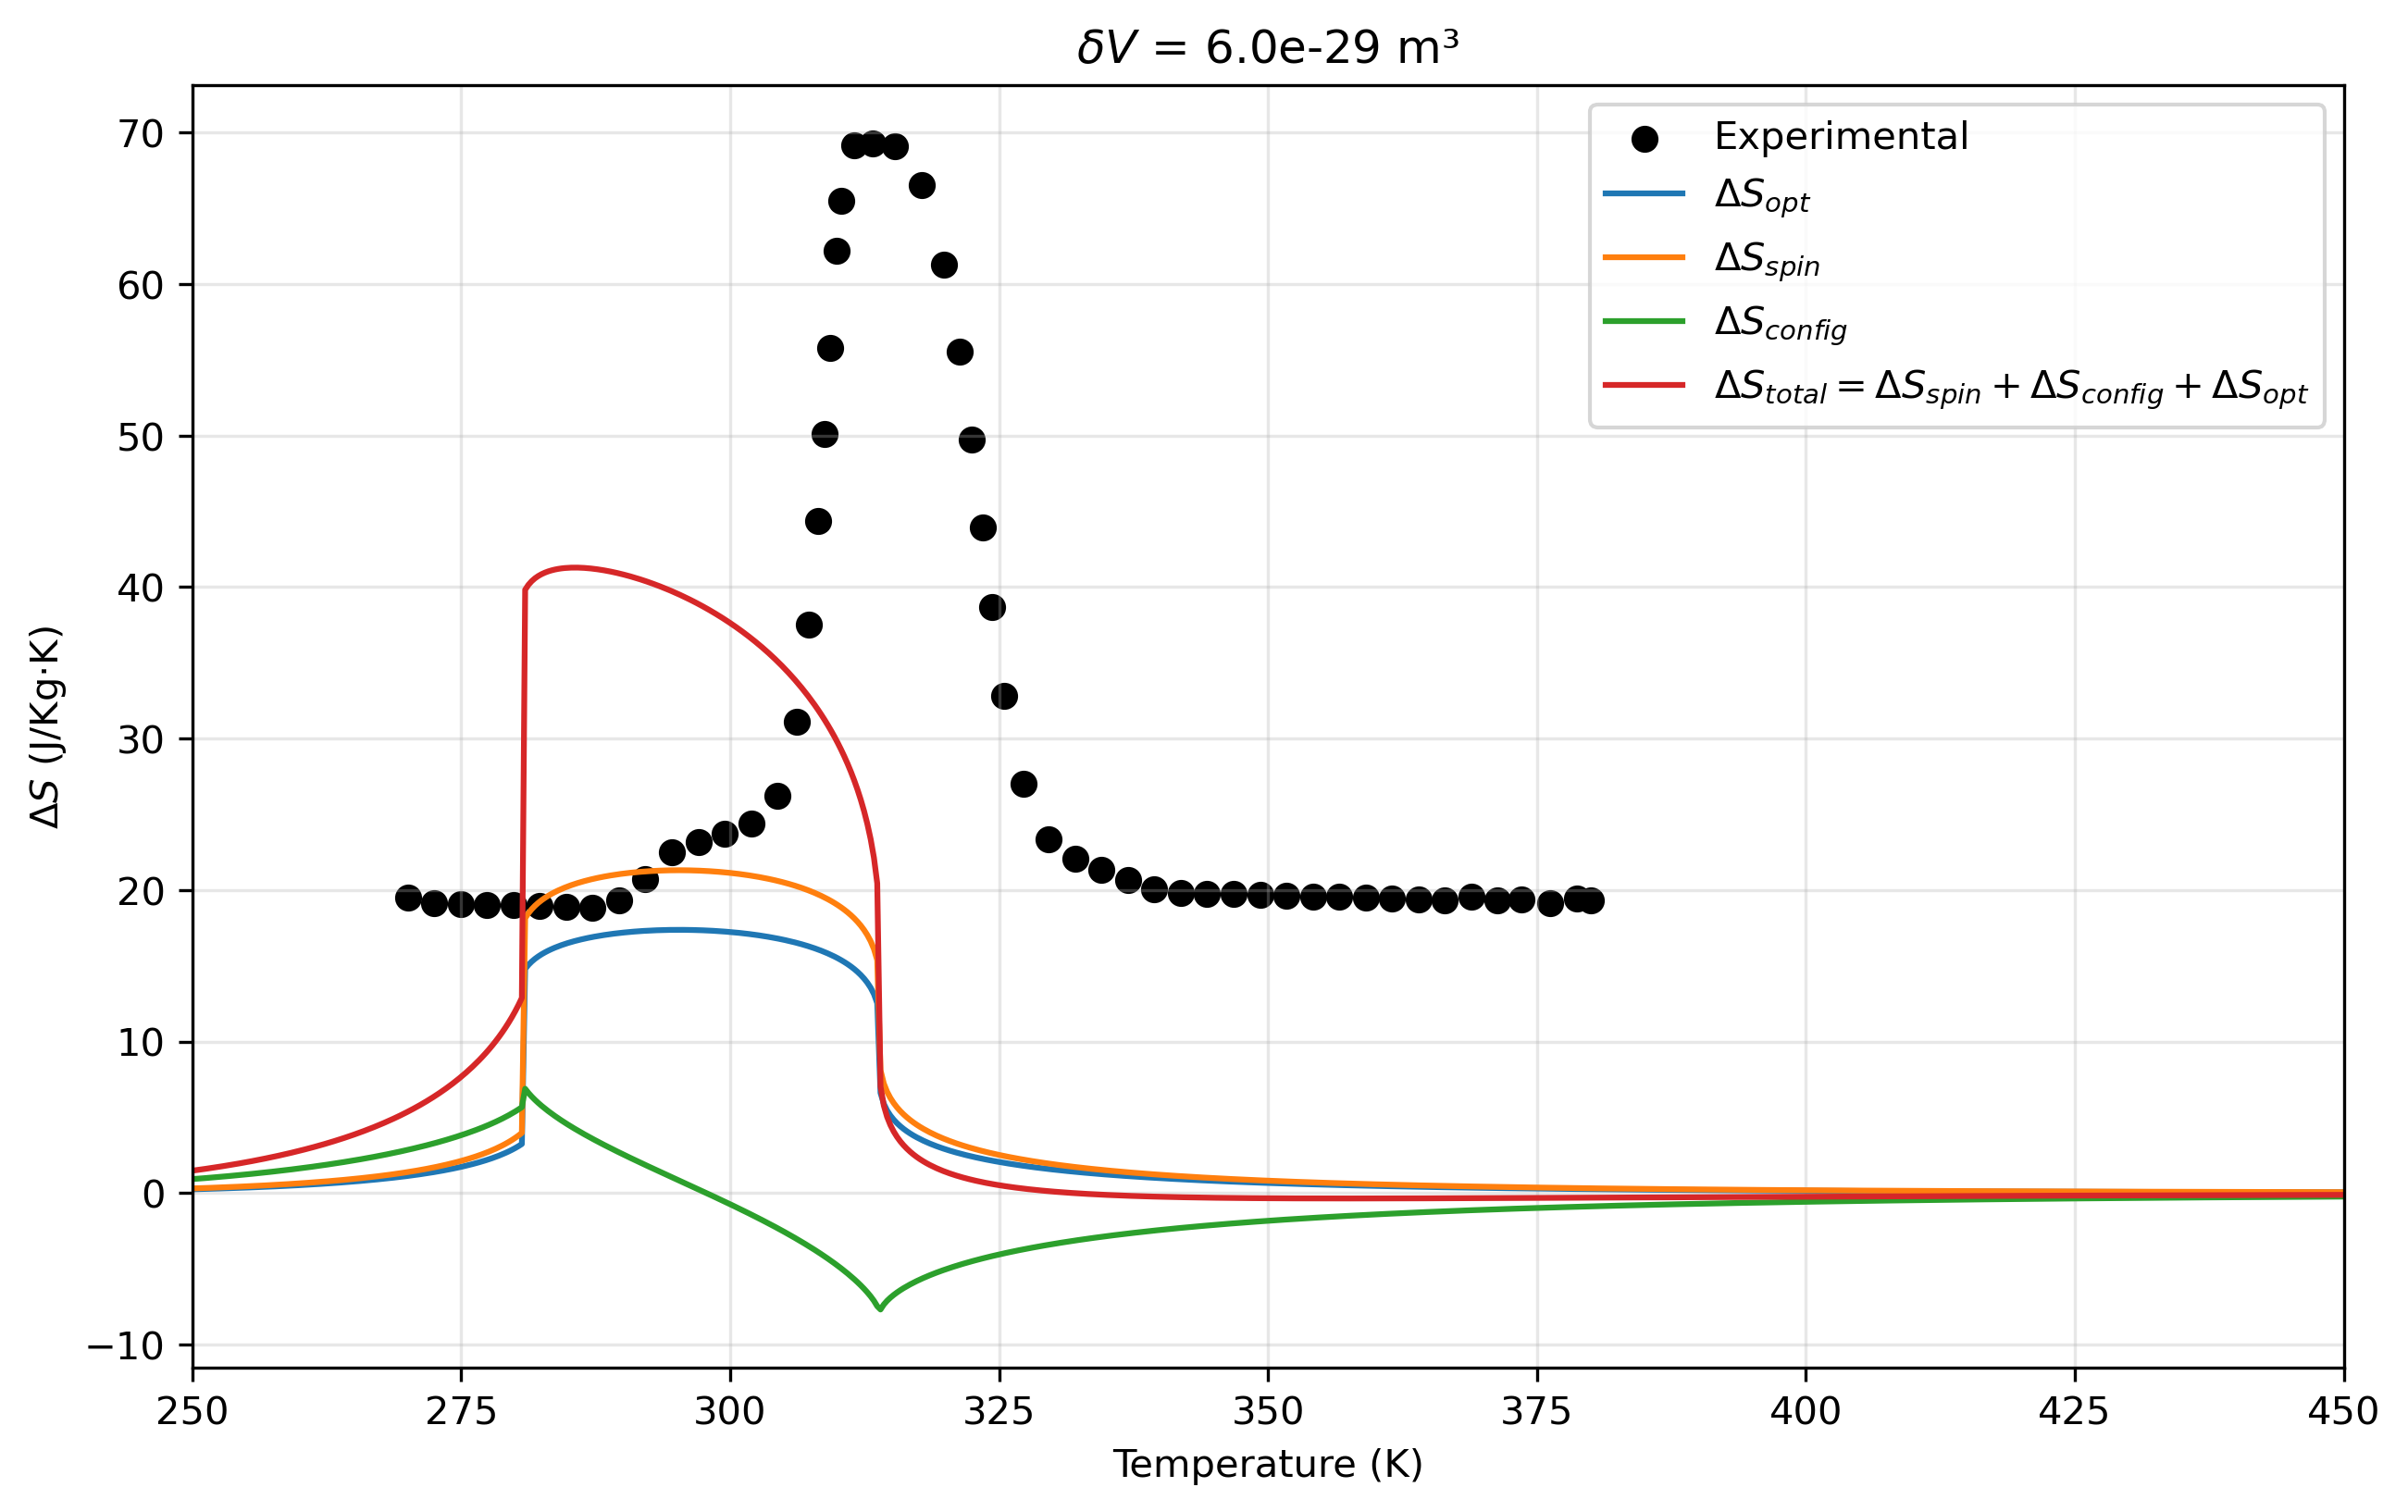 δV = 6.0e-29 m³
70
60
50
40
30
20
10
0
−10
ΔS (J/Kg·K)
Experimental
ΔS_opt
ΔS_spin
ΔS_config
ΔS_total = ΔS_spin + ΔS_config + ΔS_opt
250 275 300 325 350 375 400 425 450
Temperature (K)